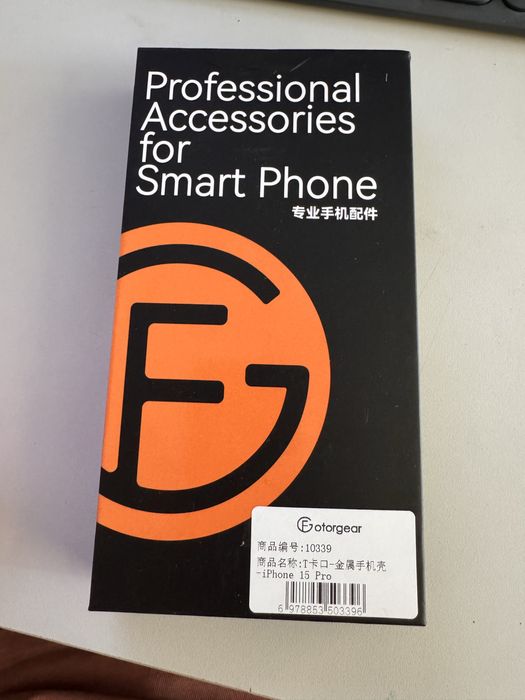 Professional
Accessories
for
Smart Phone
专业手机配件
FG
Fotorgear
商品编号:10339
商品名称:T卡口-金属手机壳
-iPhone 15 Pro
6 978853 503396